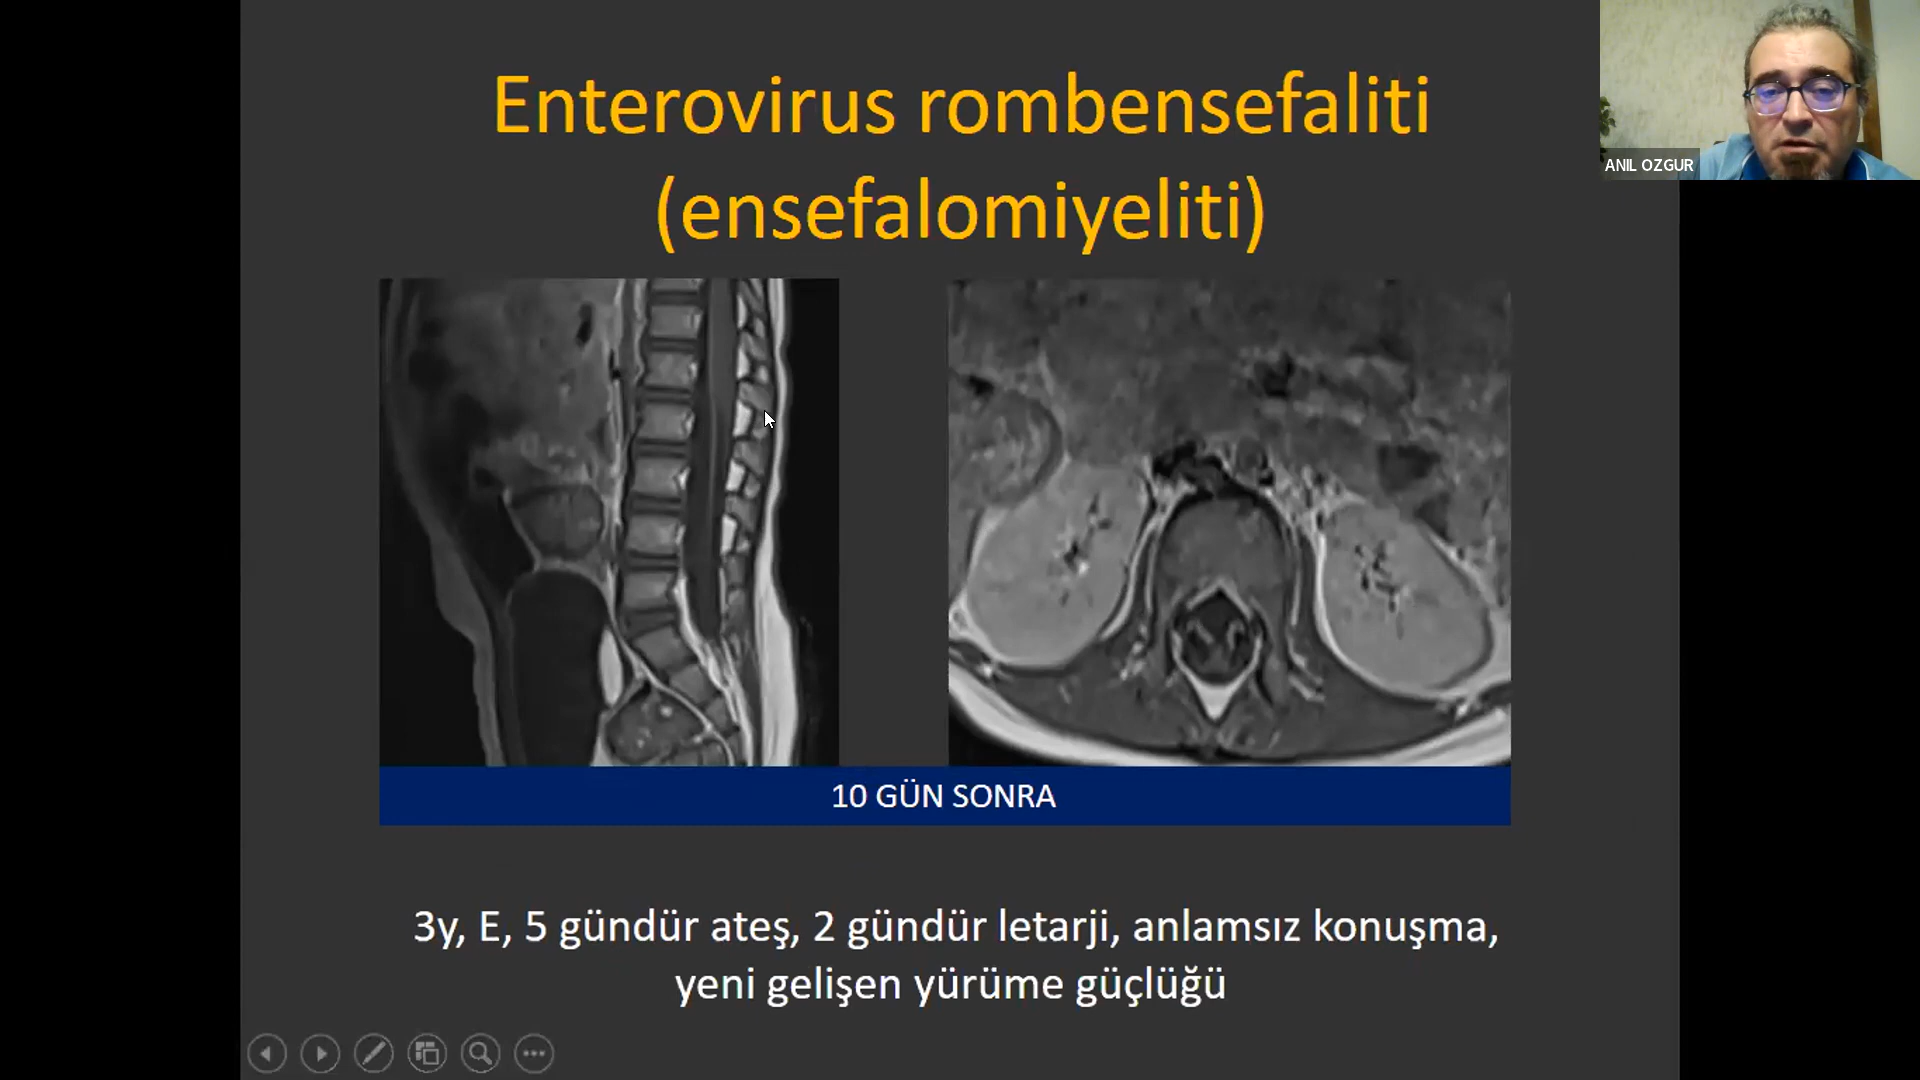 Enterovirus rombensefaliti
(ensefalomiyeliti)
ANIL OZGUR
10 GÜN SONRA
3y, E, 5 gündür ateş, 2 gündür letarji, anlamsız konuşma,
yeni gelişen yürüme güçlüğü